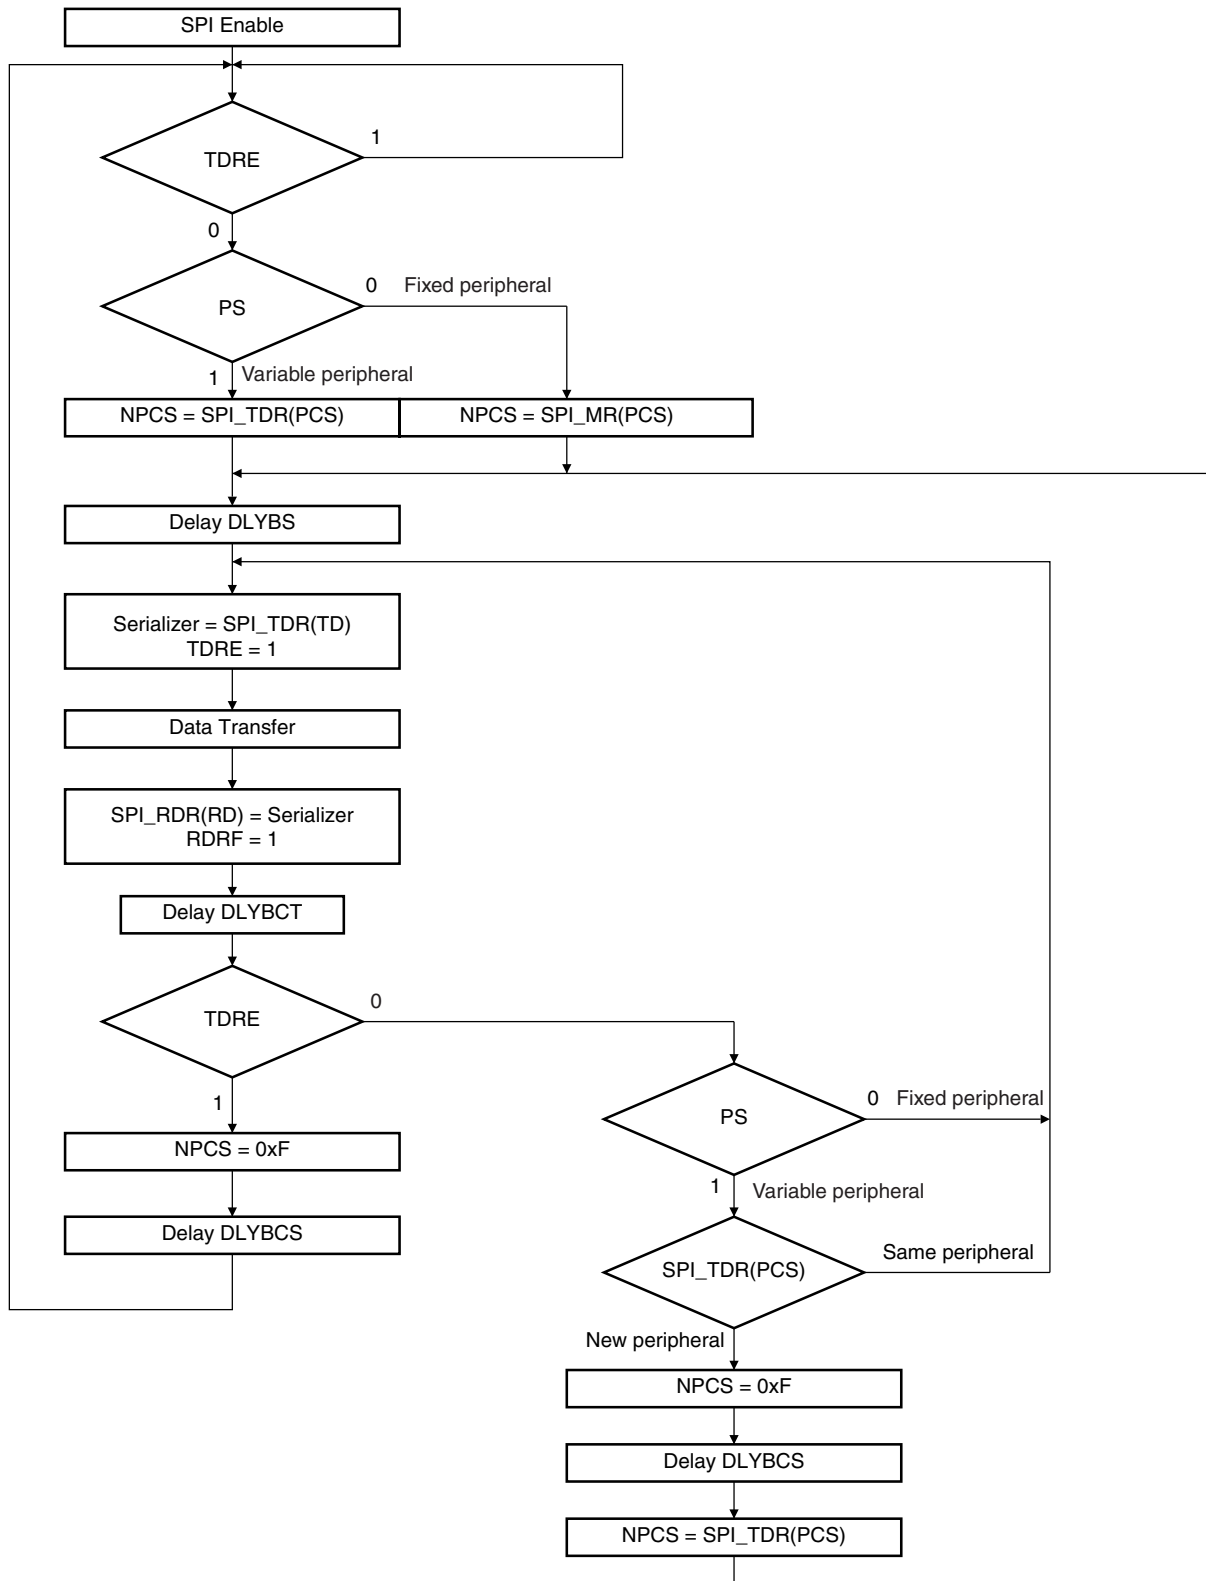 SPI Enable
TDRE
1
0
PS
0 Fixed peripheral
1 Variable peripheral
NPCS = SPI_TDR(PCS)
NPCS = SPI_MR(PCS)
Delay DLYBS
Serializer = SPI_TDR(TD)
TDRE = 1
Data Transfer
SPI_RDR(RD) = Serializer
RDRF = 1
Delay DLYBCT
TDRE
0
1
NPCS = 0xF
Delay DLYBCS
PS
0 Fixed peripheral
1 Variable peripheral
SPI_TDR(PCS)
Same peripheral
New peripheral
NPCS = 0xF
Delay DLYBCS
NPCS = SPI_TDR(PCS)